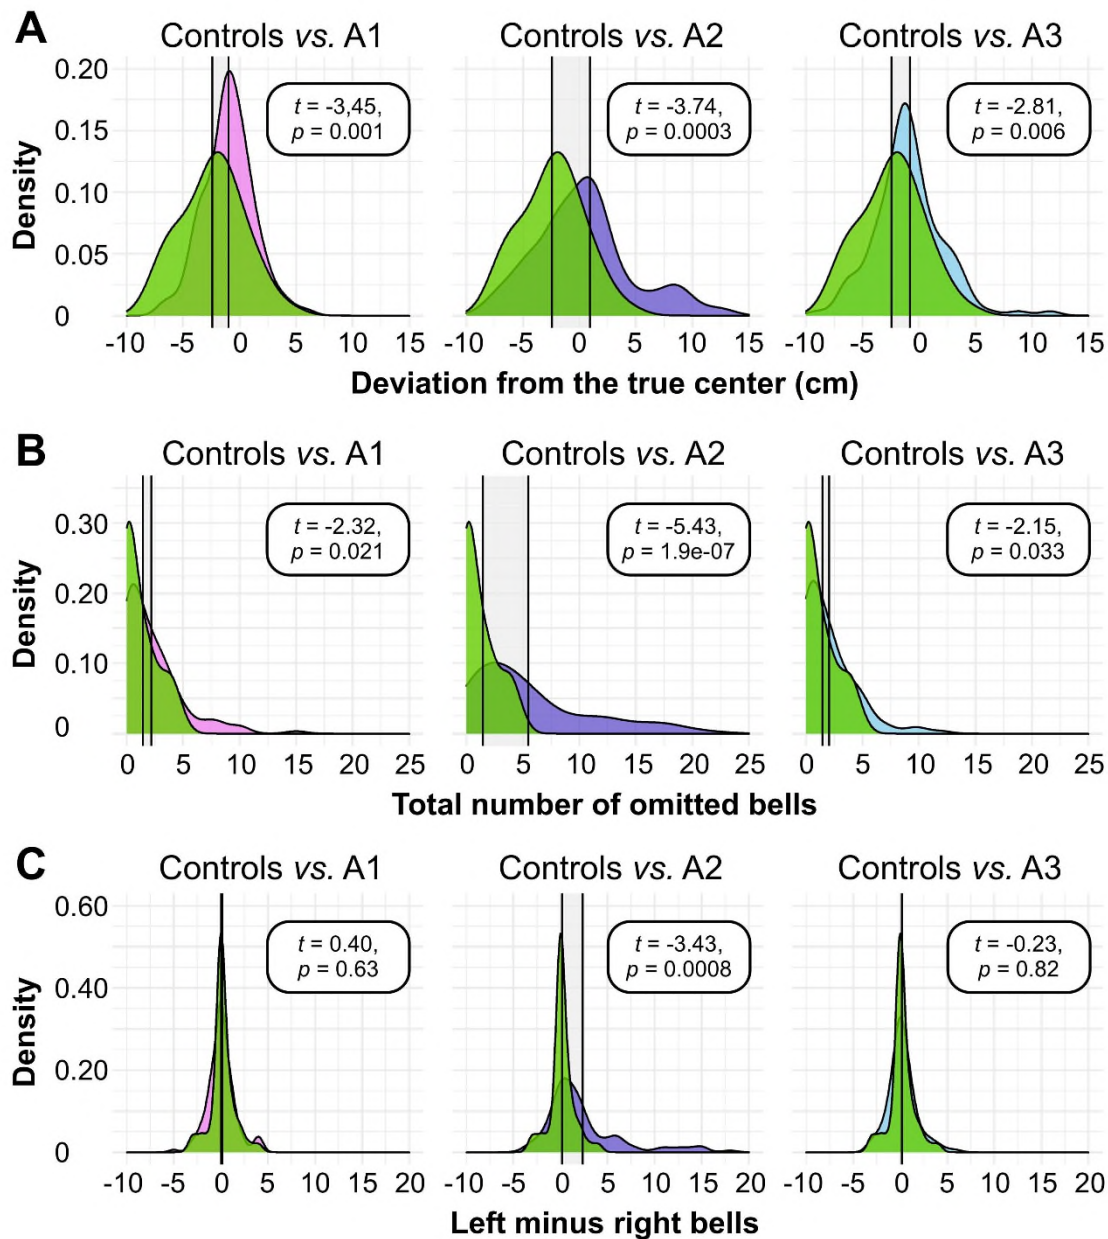 A
Controls vs. A1
Controls vs. A2
Controls vs. A3
0.20
0.15
0.10
0.05
0
Density
t = -3,45,
p = 0.001
t = -3.74,
p = 0.0003
t = -2.81,
p = 0.006
-10 -5 0 5 10 15
-10 -5 0 5 10 15
-10 -5 0 5 10 15
Deviation from the true center (cm)
B
Controls vs. A1
Controls vs. A2
Controls vs. A3
0.30
0.20
0.10
0
Density
t = -2.32,
p = 0.021
t = -5.43,
p = 1.9e-07
t = -2.15,
p = 0.033
0 5 10 15 20 25
0 5 10 15 20 25
0 5 10 15 20 25
Total number of omitted bells
C
Controls vs. A1
Controls vs. A2
Controls vs. A3
0.60
0.40
0.20
0
Density
t = 0.40,
p = 0.63
t = -3.43,
p = 0.0008
t = -0.23,
p = 0.82
-10 -5 0 5 10 15 20
-10 -5 0 5 10 15 20
-10 -5 0 5 10 15 20
Left minus right bells